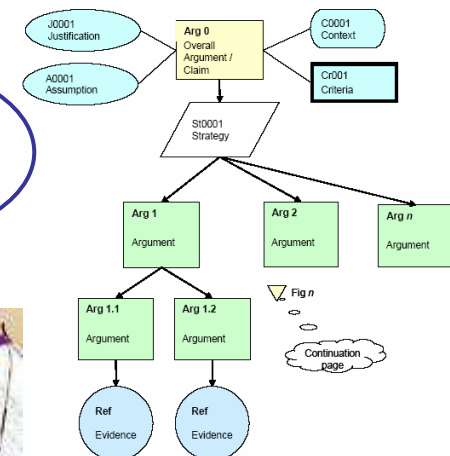 J0001
Justification
Arg 0
Overall
Argument /
Claim
C0001
Context
A0001
Assumption
Cr001
Criteria
St0001
Strategy
Arg 1
Argument
Arg 2
Argument
Arg n
Argument
Fig n
Arg 1.1
Argument
Arg 1.2
Argument
Continuation
page
Ref
Evidence
Ref
Evidence